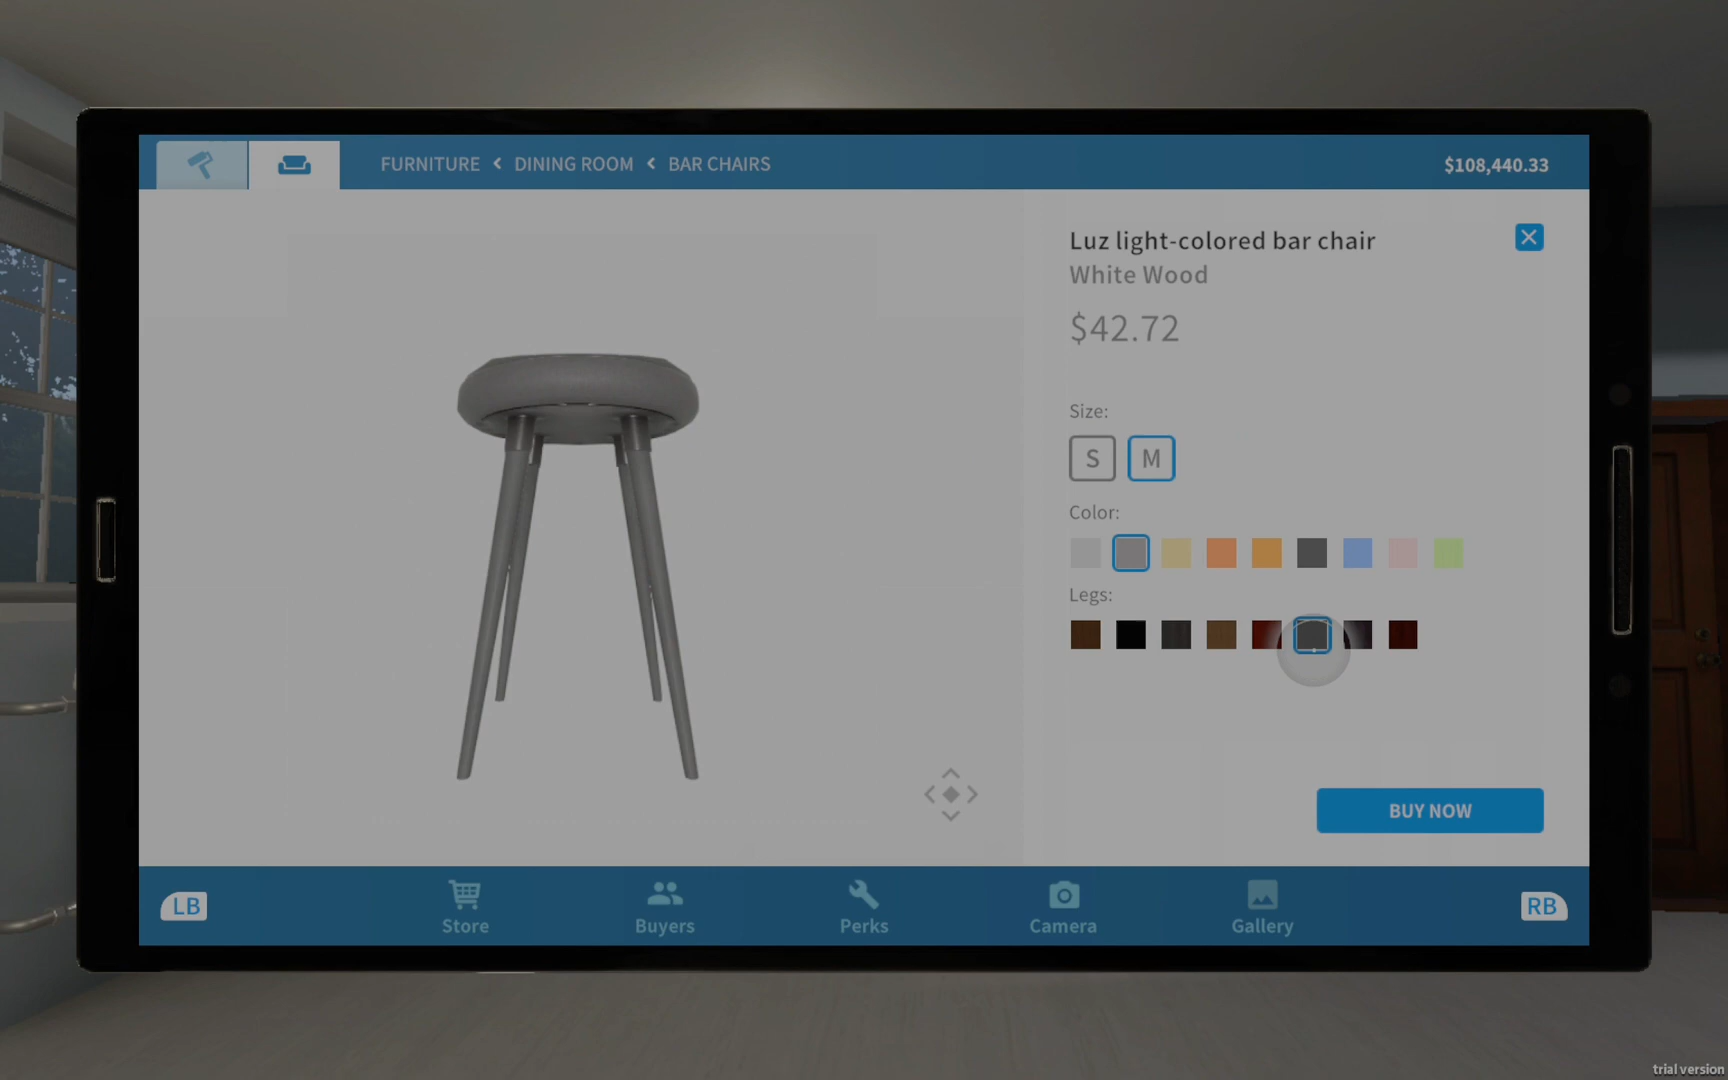 FURNITURE < DINING ROOM < BAR CHAIRS
$108,440.33
Luz light-colored bar chair
White Wood
$42.72
Size:
S M
Color:
Legs:
BUY NOW
LB
Store
Buyers
Perks
Camera
Gallery
RB
trial version